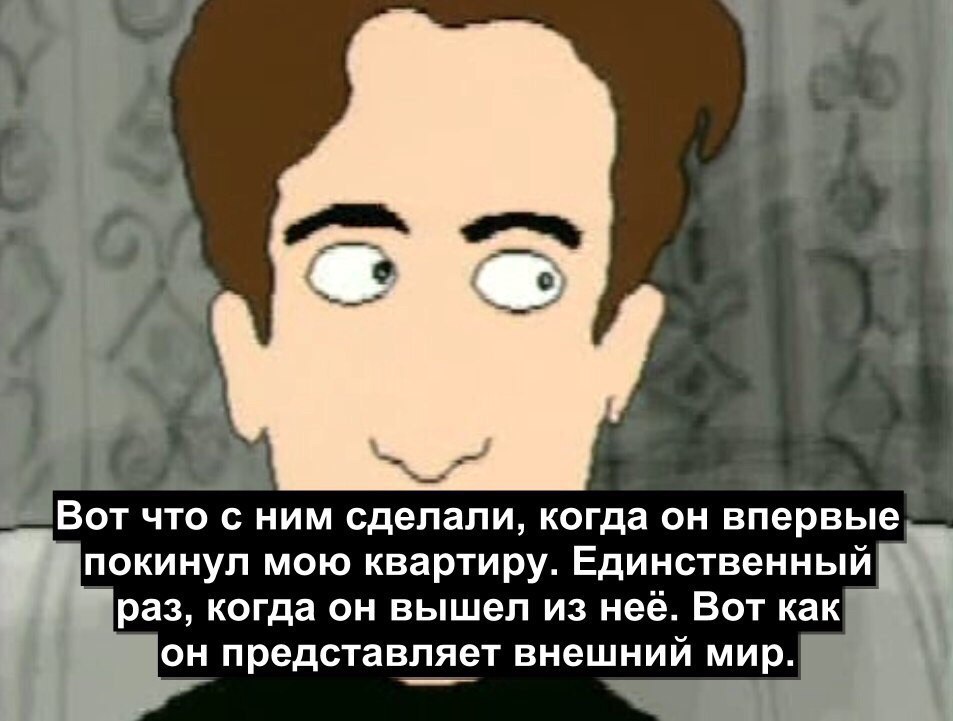 Вот что с ним сделали, когда он впервые
покинул мою квартиру. Единственный
раз, когда он вышел из неё. Вот как
он представляет внешний мир.